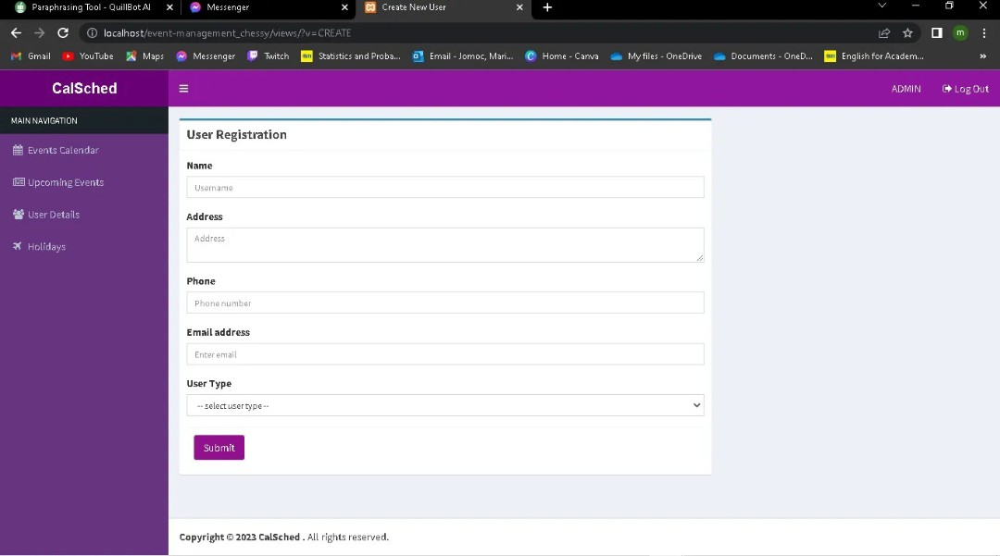 Paraphrasing Tool - QuillBot AI
Messenger
Create New User
localhost/event-management_chessy/views/?v=CREATE
m
Gmail
YouTube
Maps
Messenger
Twitch
Statistics and Proba...
Email - Jomoc, Mari...
Home - Canva
My files - OneDrive
Documents - OneD...
English for Academ...
CalSched
ADMIN
Log Out
MAIN NAVIGATION
Events Calendar
Upcoming Events
User Details
Holidays
User Registration
Name
Username
Address
Address
Phone
Phone number
Email address
Enter email
User Type
-- select user type --
Submit
Copyright © 2023 CalSched . All rights reserved.